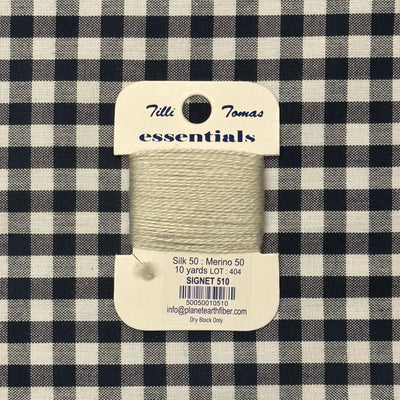 Tilli Tomas
essentials
Silk 50 : Merino 50
10 yards LOT : 404
SIGNET 510
50050010510
info@planetearthfiber.com
Dry Block Only